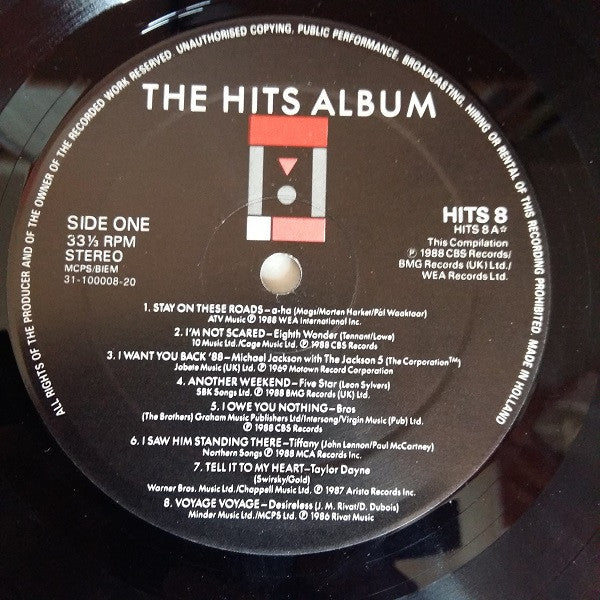 ALL RIGHTS OF THE PRODUCER AND OF THE OWNER OF THE RECORDED WORK RESERVED. UNAUTHORISED COPYING, PUBLIC PERFORMANCE, BROADCASTING, HIRING OR RENTAL OF THIS RECORDING PROHIBITED. MADE IN HOLLAND
THE HITS ALBUM
SIDE ONE
33⅓ RPM
STEREO
MCPS/BIEM
31-100008-20
HITS 8
HITS 8 A☆
This Compilation
℗ 1988 CBS Records/
BMG Records (UK) Ltd./
WEA Records Ltd.
1. STAY ON THESE ROADS–a-ha (Mags/Morten Harket/Pål Waaktaar)
ATV Music ℗ 1988 WEA International Inc.
2. I'M NOT SCARED–Eighth Wonder (Tennant/Lowe)
10 Music Ltd./Cage Music Ltd. ℗ 1988 CBS Records
3. I WANT YOU BACK '88–Michael Jackson with The Jackson 5 (The Corporation™)
Jobete Music (UK) Ltd. ℗ 1969 Motown Record Corporation
4. ANOTHER WEEKEND–Five Star (Leon Sylvers)
SBK Songs Ltd. ℗ 1988 BMG Records (UK) Ltd.
5. I OWE YOU NOTHING–Bros
(The Brothers) Graham Music Publishers Ltd/Intersong/Virgin Music (Pub) Ltd.
℗ 1988 CBS Records
6. I SAW HIM STANDING THERE–Tiffany (John Lennon/Paul McCartney)
Northern Songs ℗ 1988 MCA Records Inc.
7. TELL IT TO MY HEART–Taylor Dayne
(Swirsky/Gold)
Warner Bros. Music Ltd./Chappell Music Ltd. ℗ 1987 Arista Records Inc.
8. VOYAGE VOYAGE–Desireless (J. M. Rivat/D. Dubois)
Minder Music Ltd./MCPS Ltd. ℗ 1986 Rivat Music